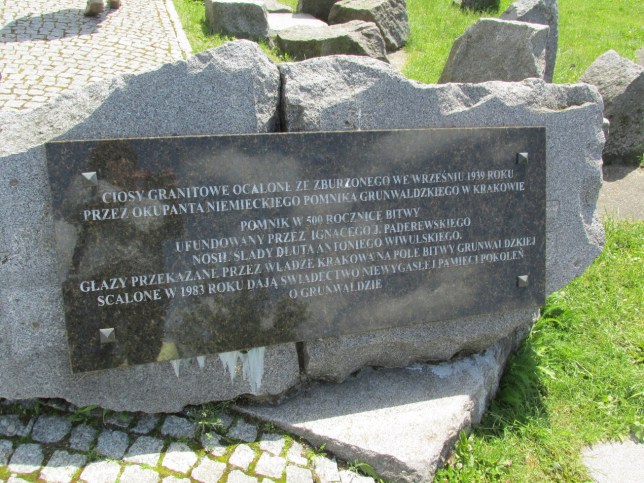 CIOSY GRANITOWE OCALONE ZE ZBURZONEGO WE WRZEŚNIU 1939 ROKU
PRZEZ OKUPANTA NIEMIECKIEGO POMNIKA GRUNWALDZKIEGO W KRAKOWIE
POMNIK W 500 ROCZNICĘ BITWY
UFUNDOWANY PRZEZ IGNACEGO J. PADEREWSKIEGO
NOSIŁ ŚLADY DŁUTA ANTONIEGO WIWULSKIEGO.
GŁAZY PRZEKAZANE PRZEZ WŁADZE KRAKOWA NA POLE BITWY GRUNWALDZKIEJ
SCALONE W 1983 ROKU DAJĄ ŚWIADECTWO NIEWYGASŁEJ PAMIĘCI POKOLEŃ
O GRUNWALDZIE